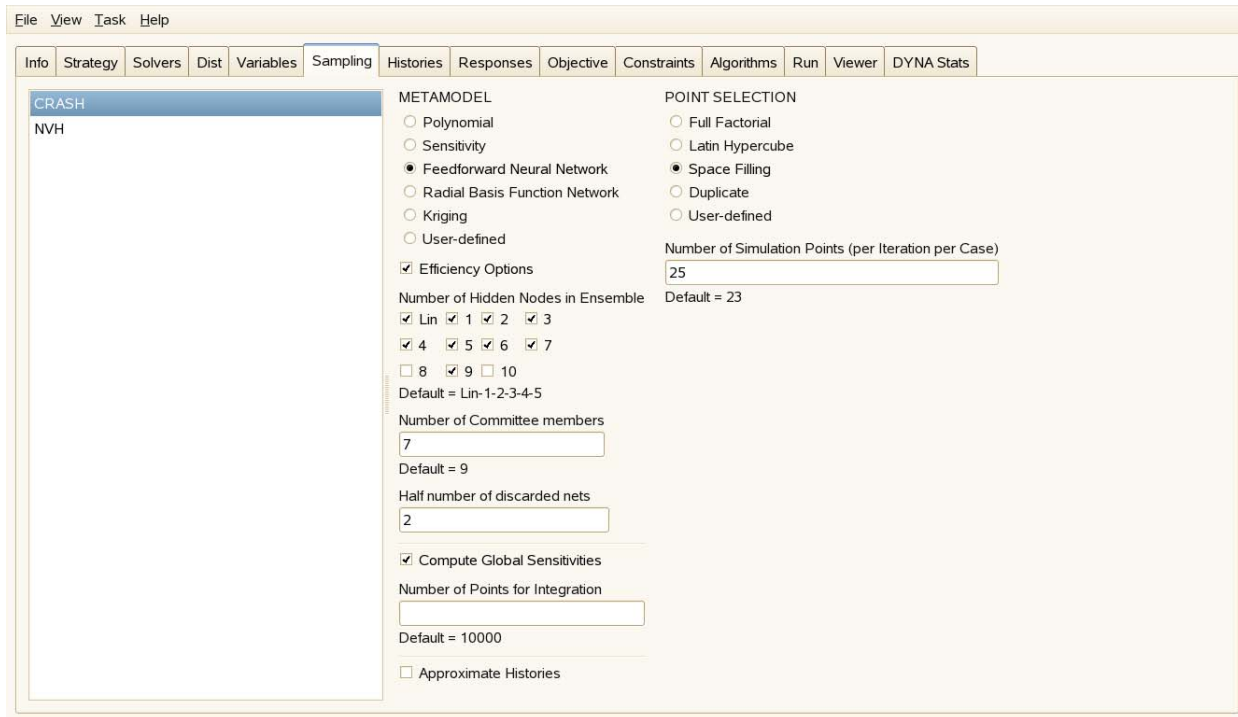 File View Task Help
Info Strategy Solvers Dist Variables Sampling Histories Responses Objective Constraints Algorithms Run Viewer DYNA Stats
CRASH
NVH
METAMODEL
Polynomial
Sensitivity
Feedforward Neural Network
Radial Basis Function Network
Kriging
User-defined
Efficiency Options
Number of Hidden Nodes in Ensemble
Lin 1 2 3
4 5 6 7
8 9 10
Default = Lin-1-2-3-4-5
Number of Committee members
7
Default = 9
Half number of discarded nets
2
Compute Global Sensitivities
Number of Points for Integration
Default = 10000
Approximate Histories
POINT SELECTION
Full Factorial
Latin Hypercube
Space Filling
Duplicate
User-defined
Number of Simulation Points (per Iteration per Case)
25
Default = 23